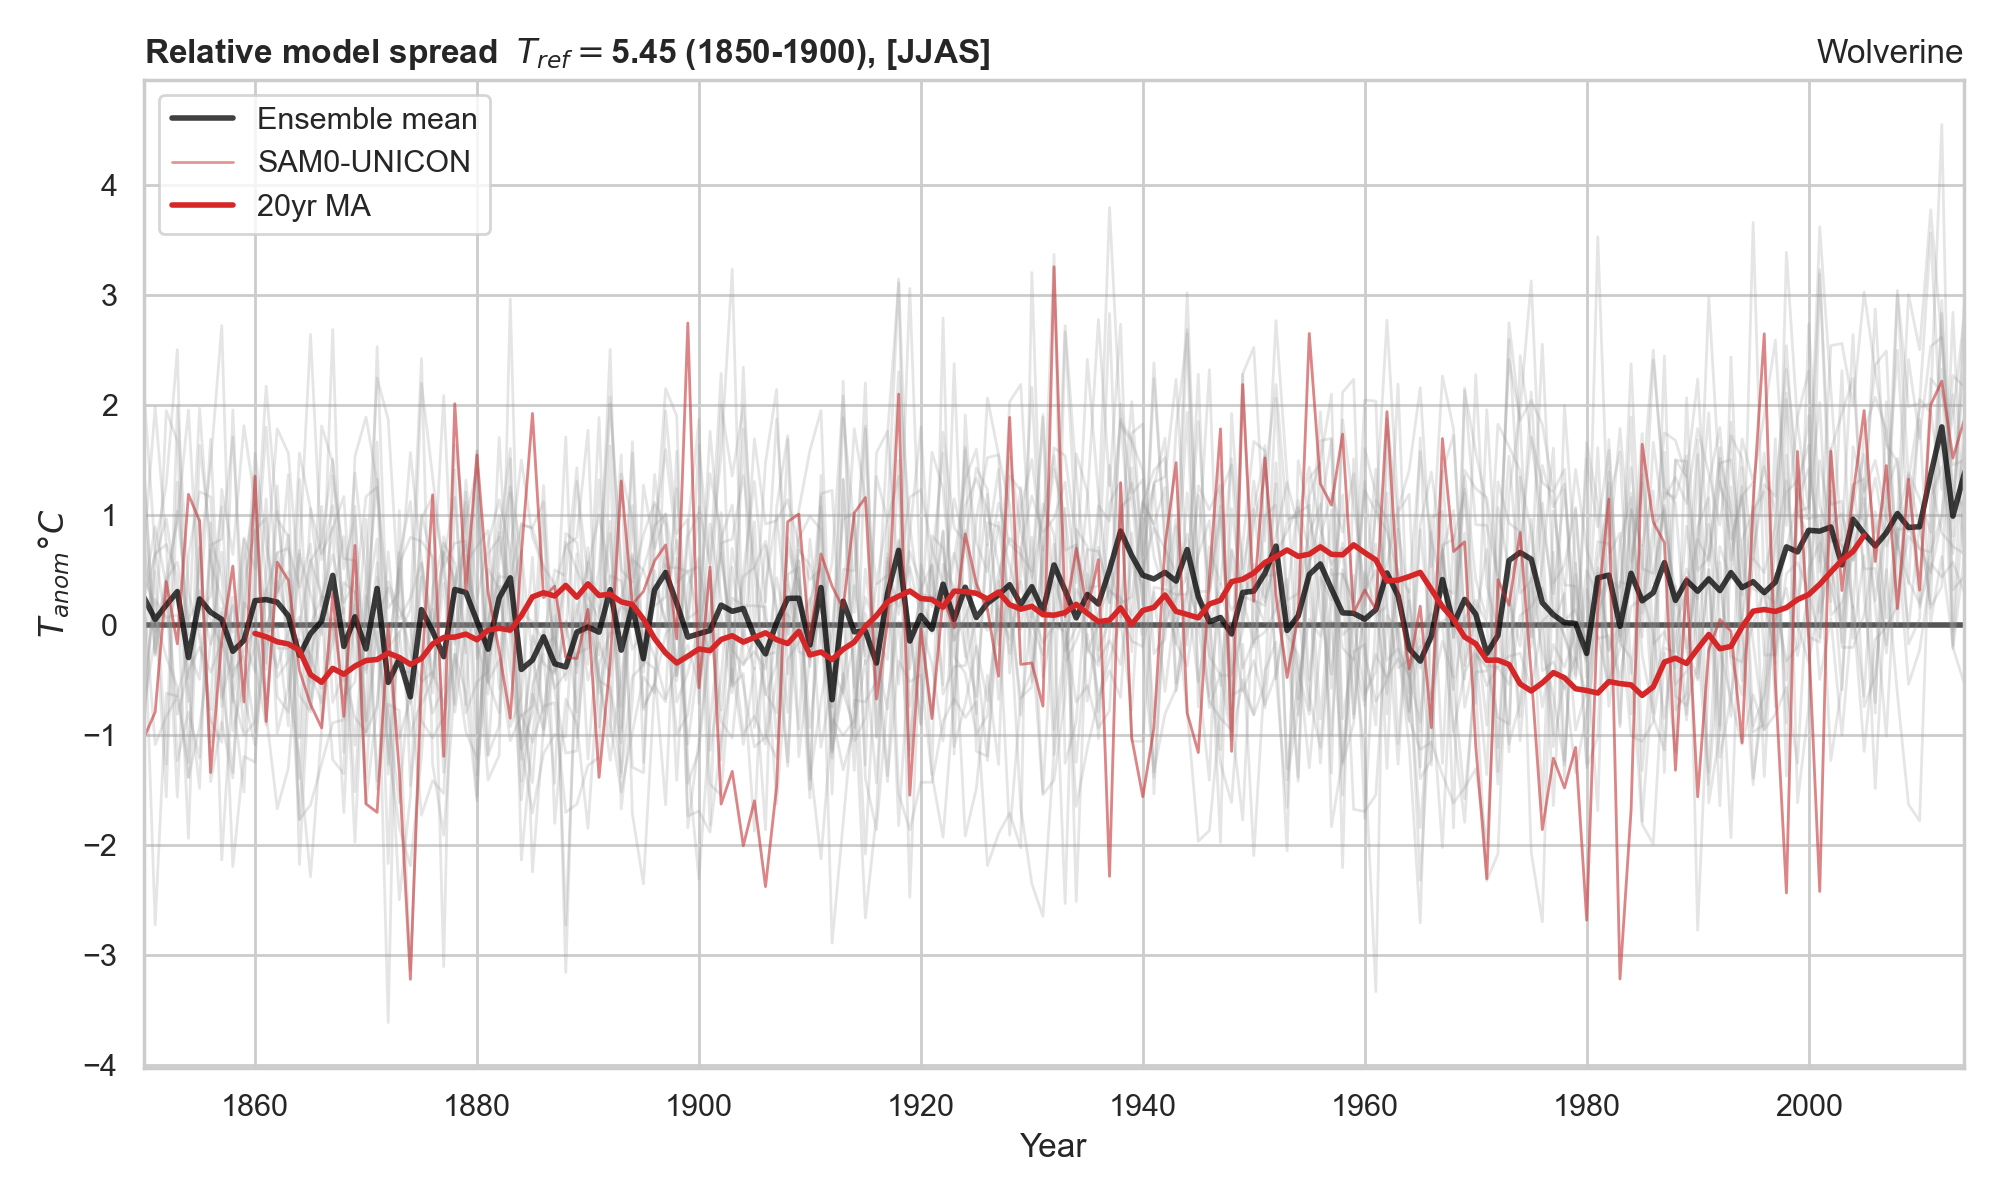 Relative model spread T_ref = 5.45 (1850-1900), [JJAS]
Wolverine
Ensemble mean
SAM0-UNICON
20yr MA
T_anom°C
4
3
2
1
0
−1
−2
−3
−4
1860 1880 1900 1920 1940 1960 1980 2000
Year